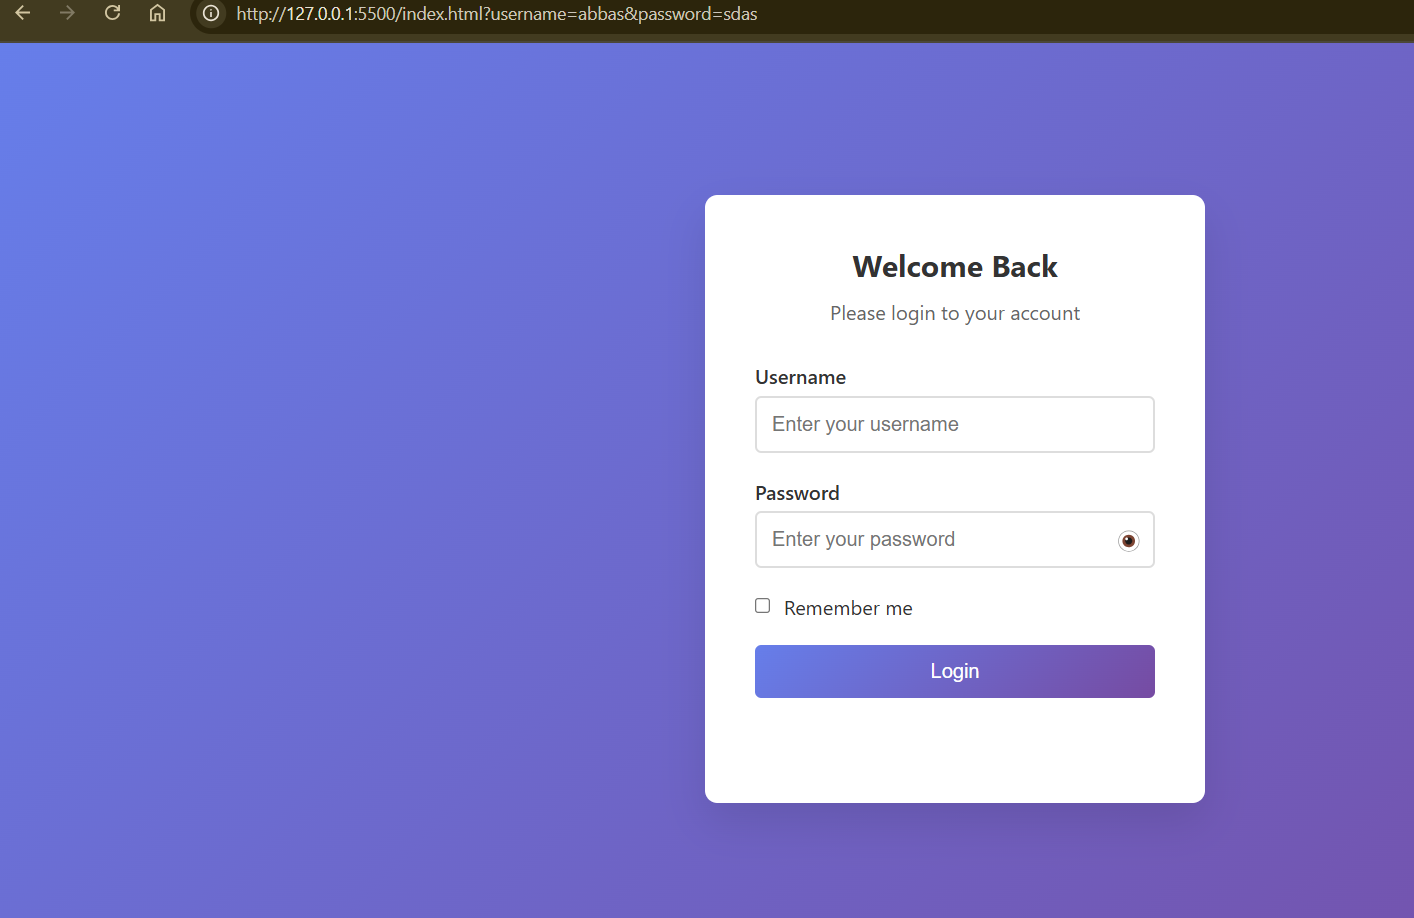 http://127.0.0.1:5500/index.html?username=abbas&password=sdas
Welcome Back
Please login to your account
Username
Enter your username
Password
Enter your password
Remember me
Login